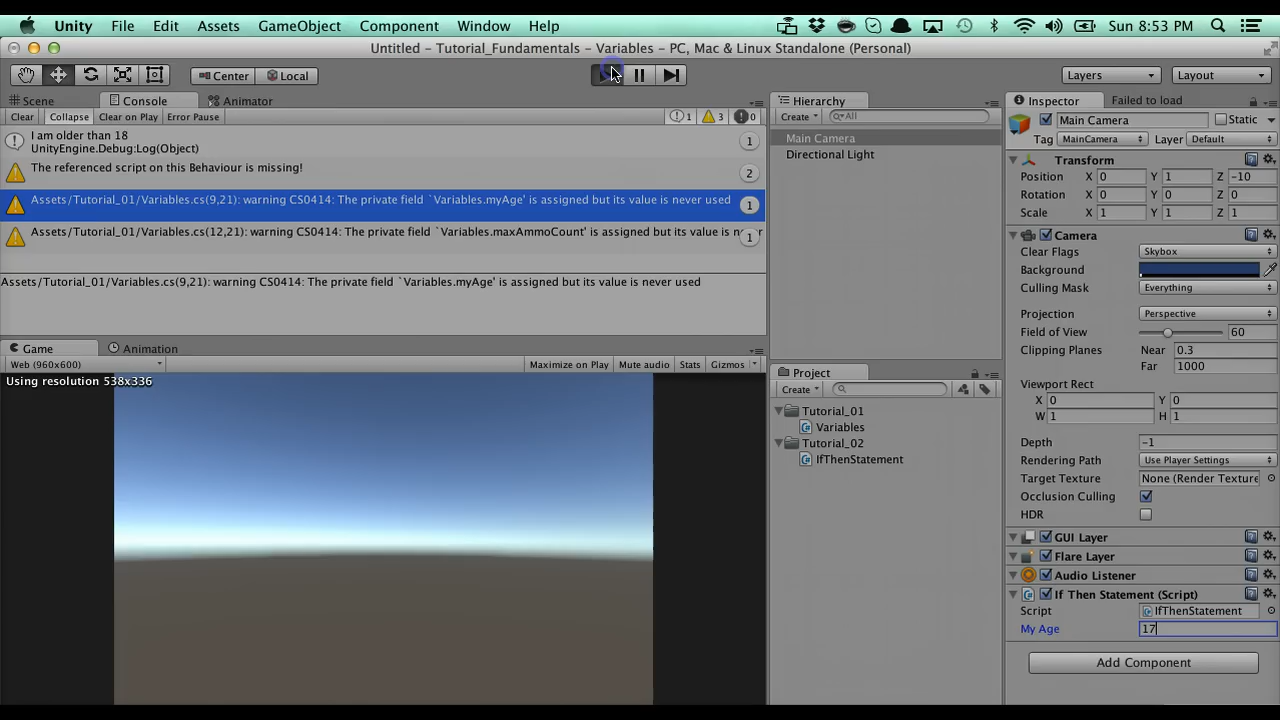 Unity File Edit Assets GameObject Component Window Help Sun 8:53 PM
Untitled – Tutorial_Fundamentals – Variables – PC, Mac & Linux Standalone (Personal)
Center Local Layers Layout
Scene Console Animator
Clear Collapse Clear on Play Error Pause 1 3 0
I am older than 18
UnityEngine.Debug:Log(Object)
1
The referenced script on this Behaviour is missing!
2
Assets/Tutorial_01/Variables.cs(9,21): warning CS0414: The private field `Variables.myAge' is assigned but its value is never used
1
Assets/Tutorial_01/Variables.cs(12,21): warning CS0414: The private field `Variables.maxAmmoCount' is assigned but its value is
1
Assets/Tutorial_01/Variables.cs(9,21): warning CS0414: The private field `Variables.myAge' is assigned but its value is never used
Game Animation
Web (960x600) Maximize on Play Mute audio Stats Gizmos
Using resolution 538x336
Hierarchy
Create All
Main Camera
Directional Light
Project
Create
Tutorial_01
Variables
Tutorial_02
IfThenStatement
Inspector Failed to load
Main Camera Static
Tag MainCamera Layer Default
Transform
Position X 0 Y 1 Z -10
Rotation X 0 Y 0 Z 0
Scale X 1 Y 1 Z 1
Camera
Clear Flags Skybox
Background
Culling Mask Everything
Projection Perspective
Field of View 60
Clipping Planes Near 0.3
Far 1000
Viewport Rect
X 0 Y 0
W 1 H 1
Depth -1
Rendering Path Use Player Settings
Target Texture None (Render Texture
Occlusion Culling
HDR
GUI Layer
Flare Layer
Audio Listener
If Then Statement (Script)
Script IfThenStatement
My Age 17
Add Component